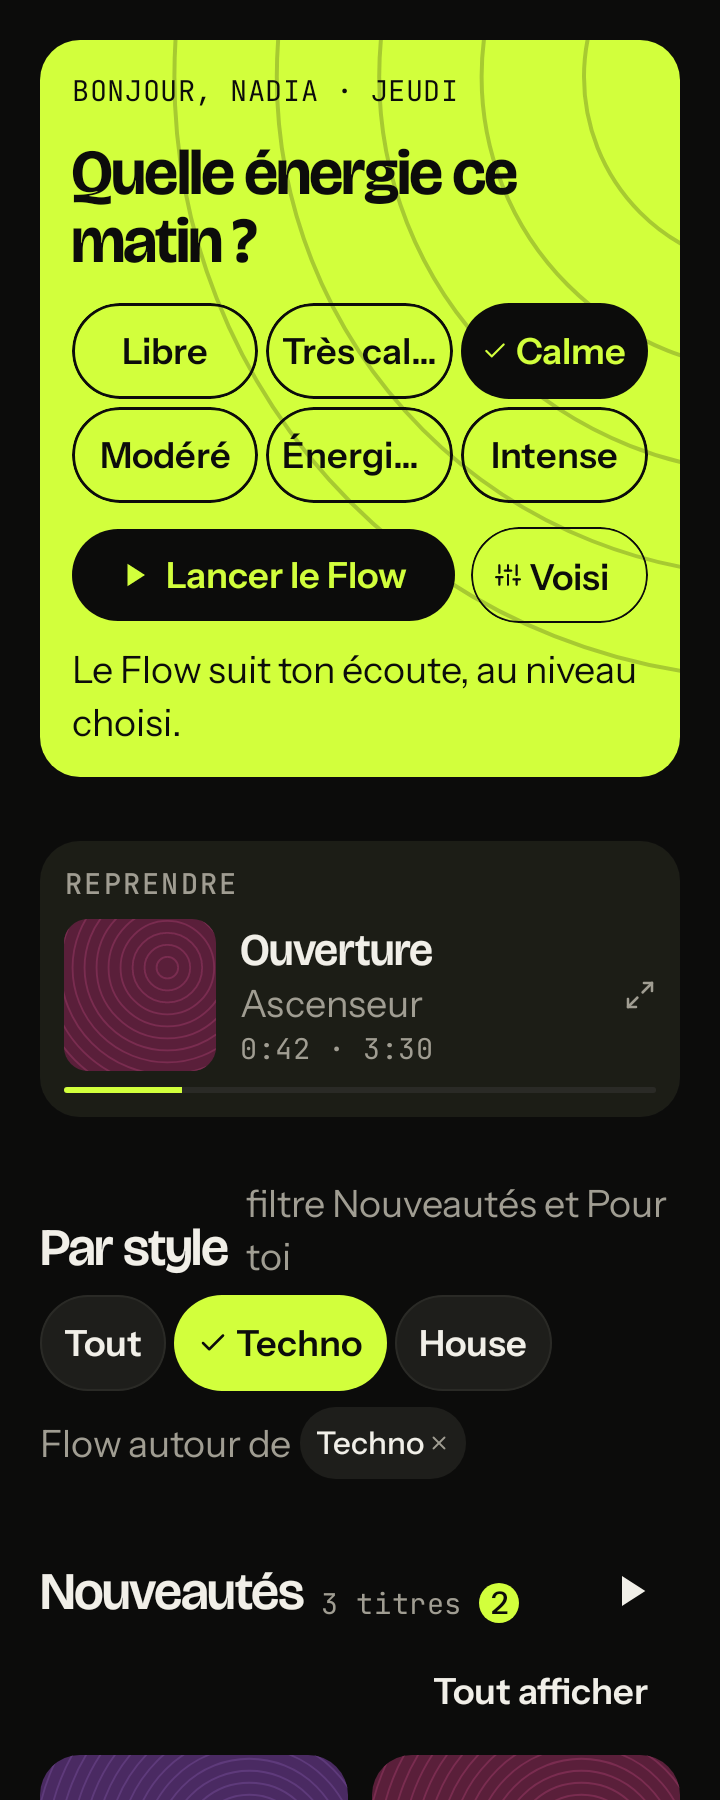 BONJOUR, NADIA · JEUDI
Quelle énergie ce
matin ?
Libre
Très cal...
Calme
Modéré
Énergi...
Intense
Lancer le Flow
Voisi
Le Flow suit ton écoute, au niveau
choisi.
REPRENDRE
Ouverture
Ascenseur
0:42 · 3:30
filtre Nouveautés et Pour
toi
Par style
Tout
Techno
House
Flow autour de
Techno ×
Nouveautés
3 titres
2
Tout afficher